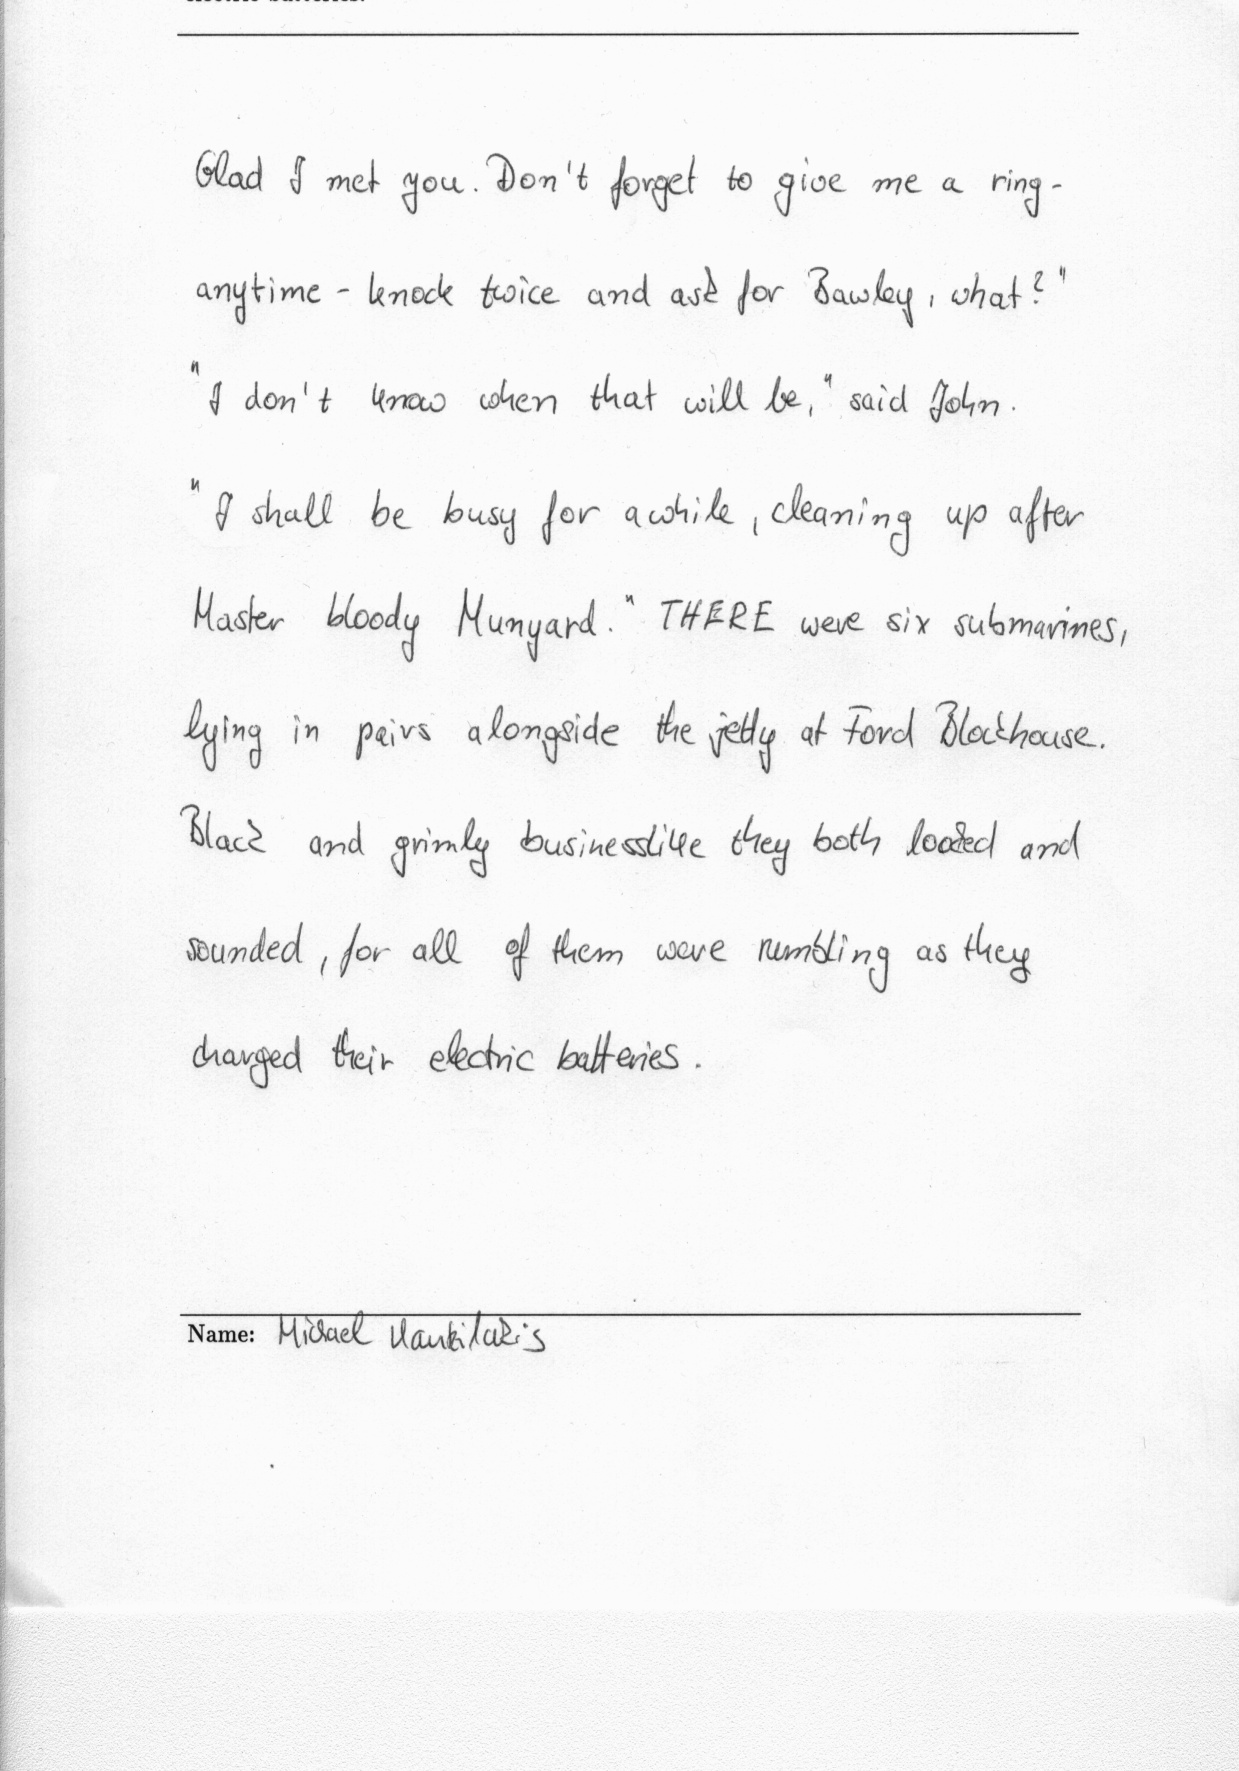 Glad I met you. Don't forget to give me a ring -
anytime - knock twice and ask for Bawley, what?"
"I don't know when that will be," said John.
"I shall be busy for awhile, cleaning up after
Master bloody Munyard." THERE were six submarines,
lying in pairs alongside the jetty at Ford Blockhouse.
Black and grimly businesslike they both looked and
sounded, for all of them were rumbling as they
charged their electric batteries.
Name: Michael